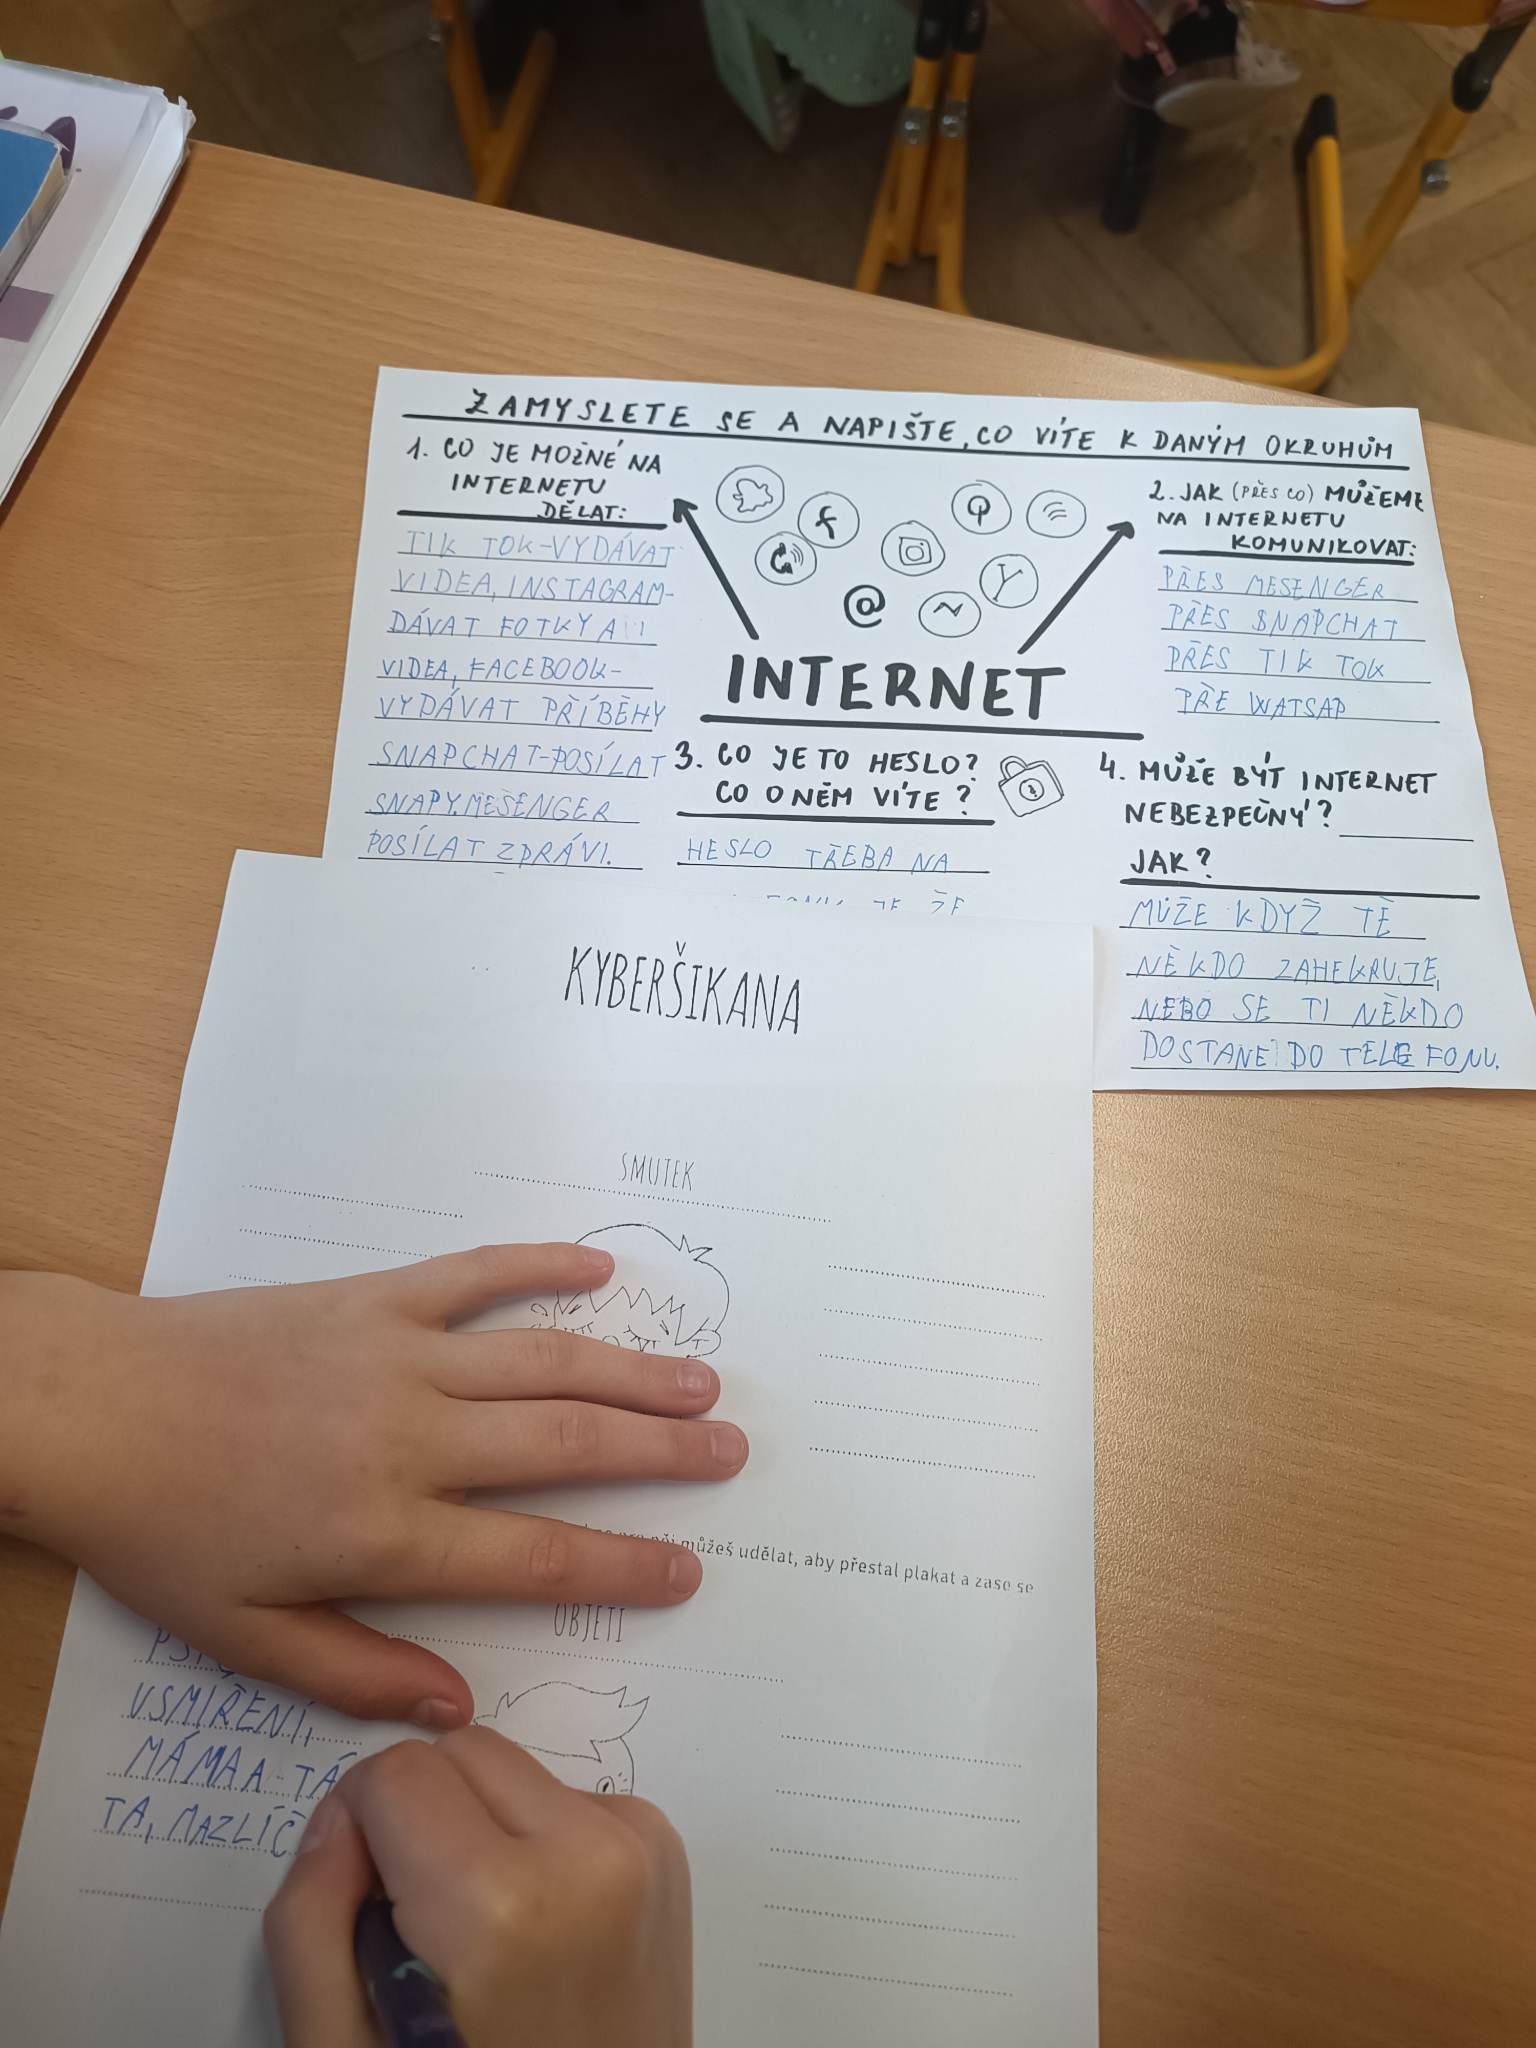 ZAMYSLETE SE A NAPIŠTE, CO VÍTE K DANÝM OKRUHŮM
1. CO JE MOŽNÉ NA
INTERNETU
DĚLAT:
TIK TOK-VYDÁVAT
VIDEA, INSTAGRAM-
DÁVAT FOTKY A
VIDEA, FACEBOOK-
VYDÁVAT PŘÍBĚHY
SNAPCHAT-POSÍLAT
SNAPY. MESENGER
POSÍLAT ZPRÁVI.
@
INTERNET
2. JAK (PŘES CO) MŮŽEME
NA INTERNETU
KOMUNIKOVAT:
PŘES MESENGER
PŘES SNAPCHAT
PŘES TIK TOK
PŘE WATSAP
3. CO JE TO HESLO?
CO O NĚM VÍTE?
HESLO TŘEBA NA
JE ŽE
4. MŮŽE BÝT INTERNET
NEBEZPEČNÝ?
JAK?
MŮŽE KDYŽ TĚ
NĚKDO ZAHEKRUJE,
NEBO SE TI NĚKDO
DOSTANE DO TELEFONU.
KYBERŠIKANA
SMUTEK
můžeš udělat, aby přestal plakat a zase se
OBJETI
USMIŘENÍ,
MÁMA A TÁ
TA, MAZLÍČ